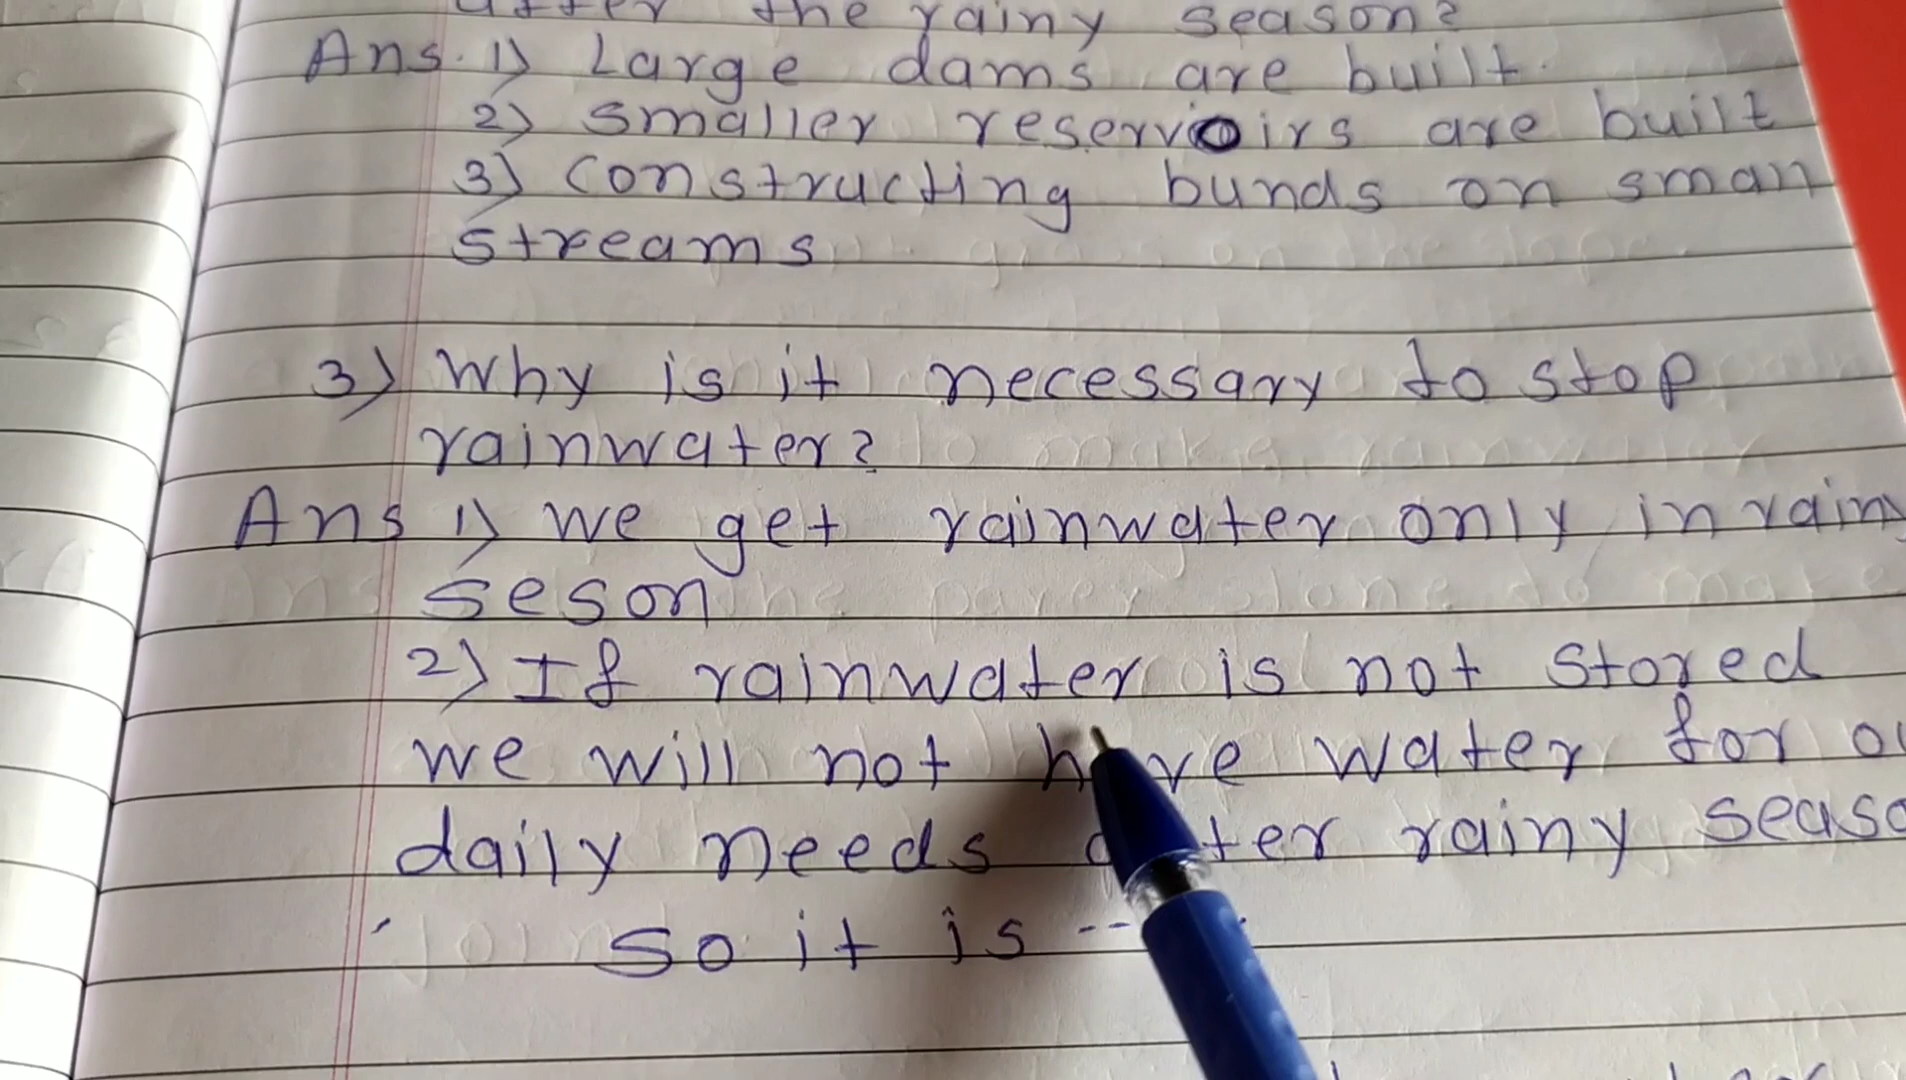 after the rainy season?
Ans. 1) Large dams are built.
2) smaller reservoirs are built
3) Constructing bunds on small
streams
3) Why is it necessary to stop
rainwater?
Ans 1) We get rainwater only in rainy
seson
2) If rainwater is not stored
we will not have water for
daily needs after rainy seaso
So it is --